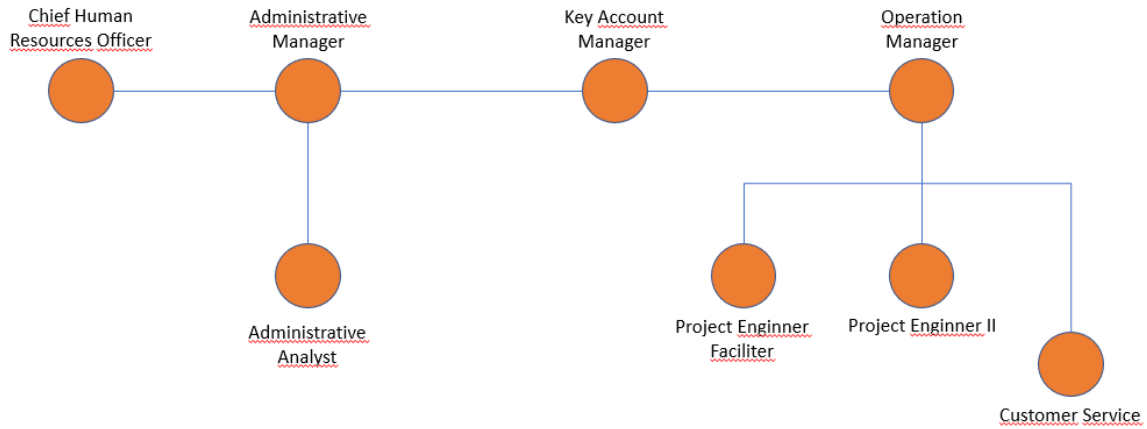 Chief Human
Resources Officer
Administrative
Manager
Key Account
Manager
Operation
Manager
Administrative
Analyst
Project Enginner
Faciliter
Project Enginner II
Customer Service